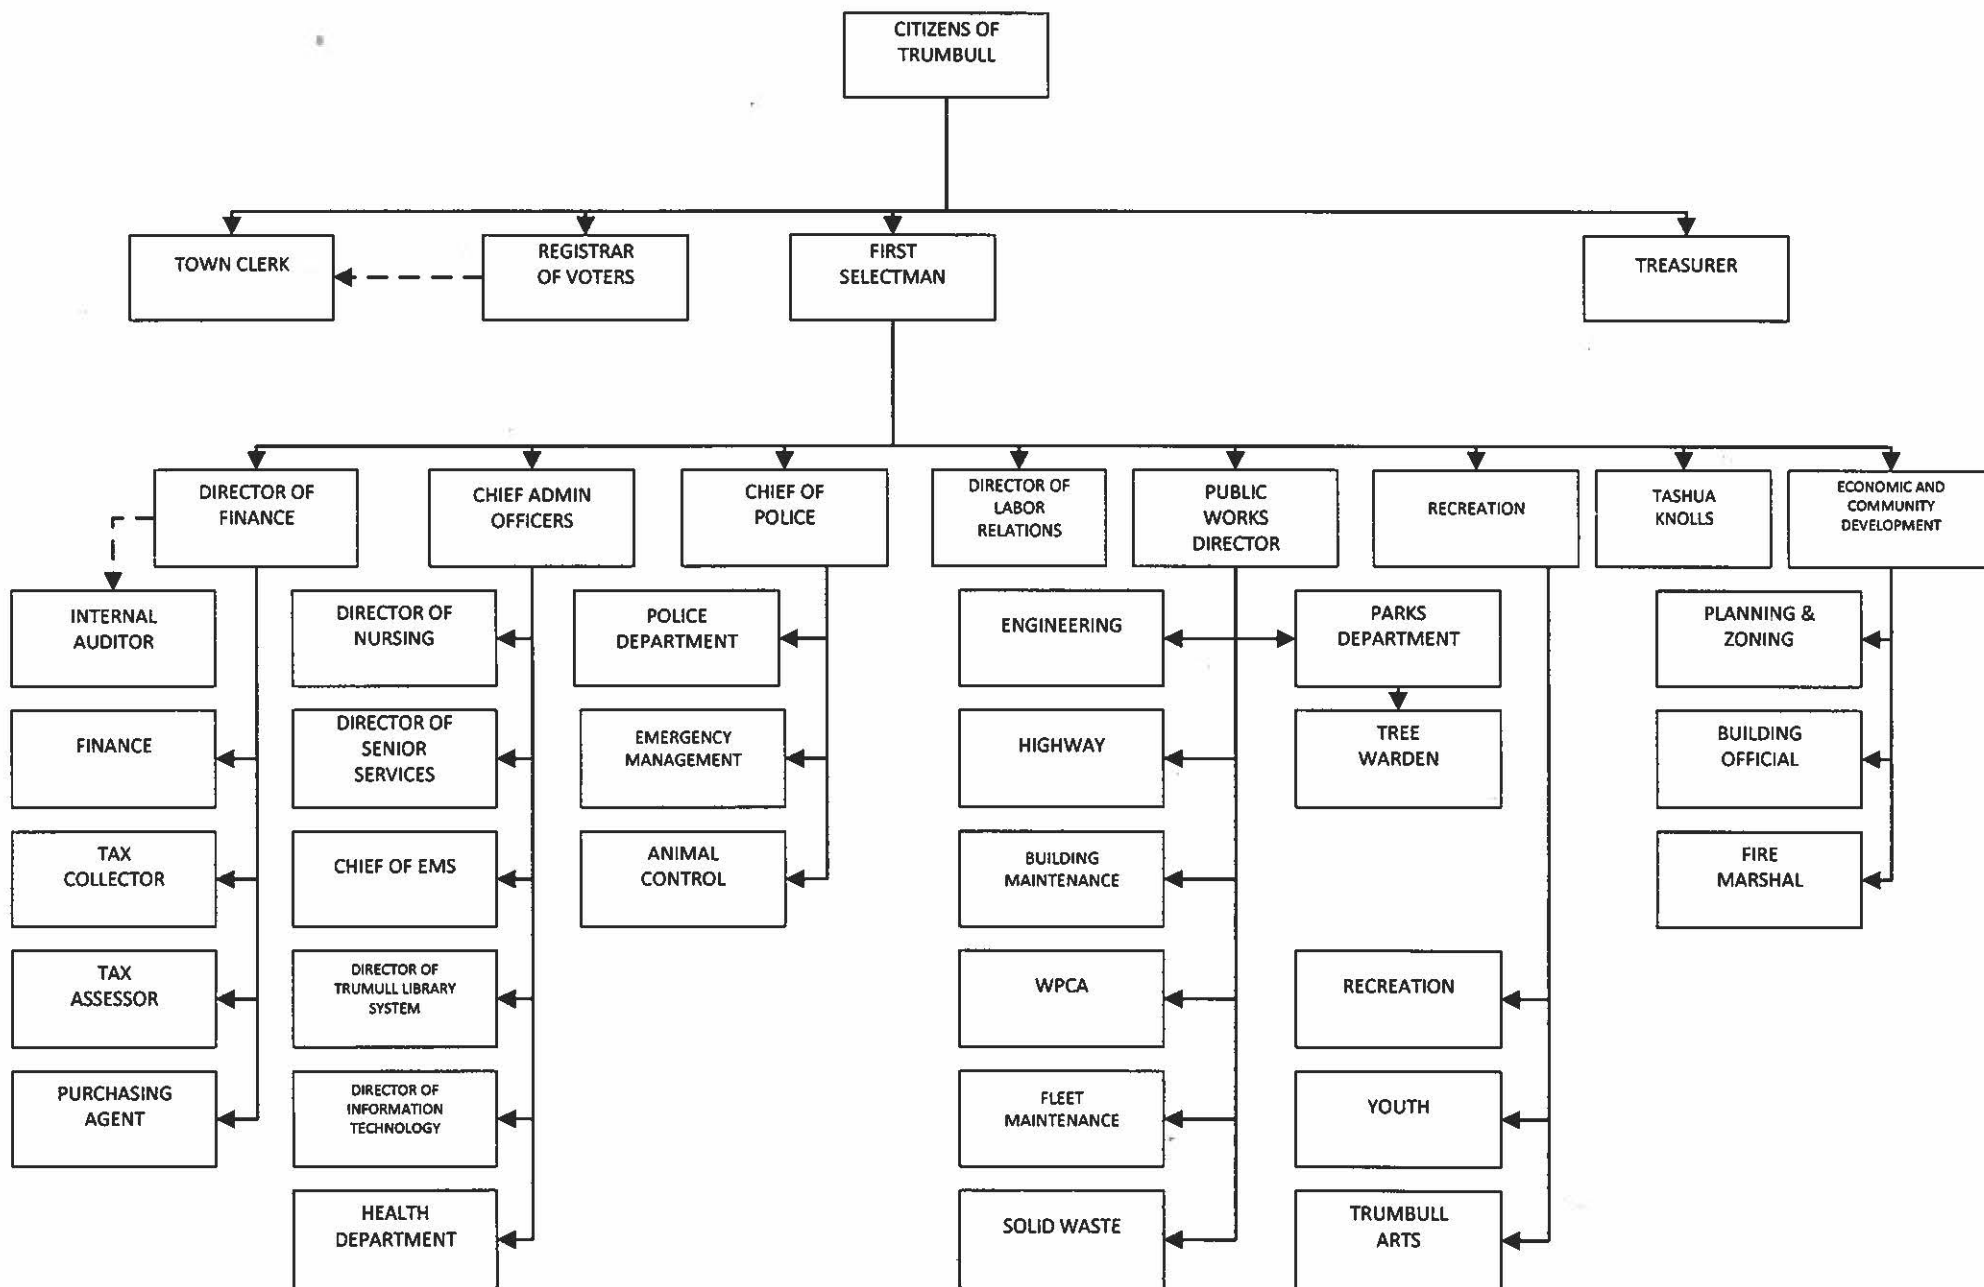 CITIZENS OF
TRUMBULL
TOWN CLERK
REGISTRAR
OF VOTERS
FIRST
SELECTMAN
TREASURER
DIRECTOR OF
FINANCE
CHIEF ADMIN
OFFICERS
CHIEF OF
POLICE
DIRECTOR OF
LABOR
RELATIONS
PUBLIC
WORKS
DIRECTOR
RECREATION
TASHUA
KNOLLS
ECONOMIC AND
COMMUNITY
DEVELOPMENT
INTERNAL
AUDITOR
DIRECTOR OF
NURSING
POLICE
DEPARTMENT
ENGINEERING
PARKS
DEPARTMENT
PLANNING &
ZONING
FINANCE
DIRECTOR OF
SENIOR
SERVICES
EMERGENCY
MANAGEMENT
HIGHWAY
TREE
WARDEN
BUILDING
OFFICIAL
TAX
COLLECTOR
CHIEF OF EMS
ANIMAL
CONTROL
BUILDING
MAINTENANCE
FIRE
MARSHAL
TAX
ASSESSOR
DIRECTOR OF
TRUMULL LIBRARY
SYSTEM
WPCA
RECREATION
PURCHASING
AGENT
DIRECTOR OF
INFORMATION
TECHNOLOGY
FLEET
MAINTENANCE
YOUTH
HEALTH
DEPARTMENT
SOLID WASTE
TRUMBULL
ARTS